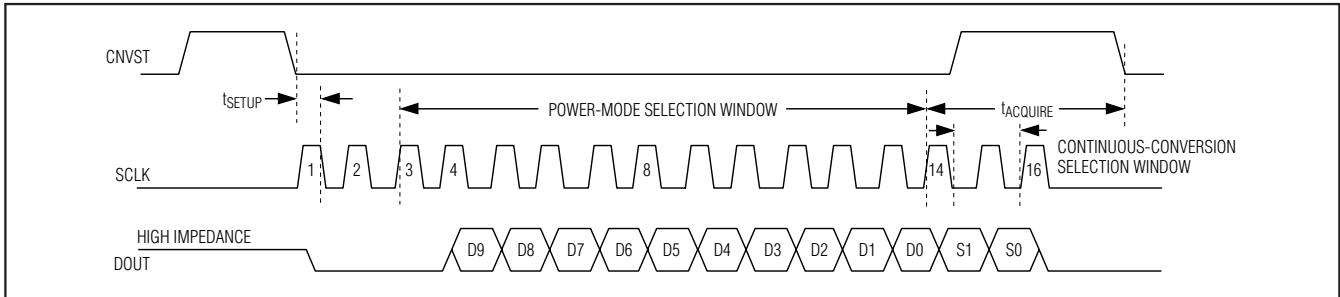 CNVST
tSETUP
POWER-MODE SELECTION WINDOW
tACQUIRE
CONTINUOUS-CONVERSION
SELECTION WINDOW
SCLK
1 2 3 4 8 14 16
HIGH IMPEDANCE
DOUT
D9 D8 D7 D6 D5 D4 D3 D2 D1 D0 S1 S0